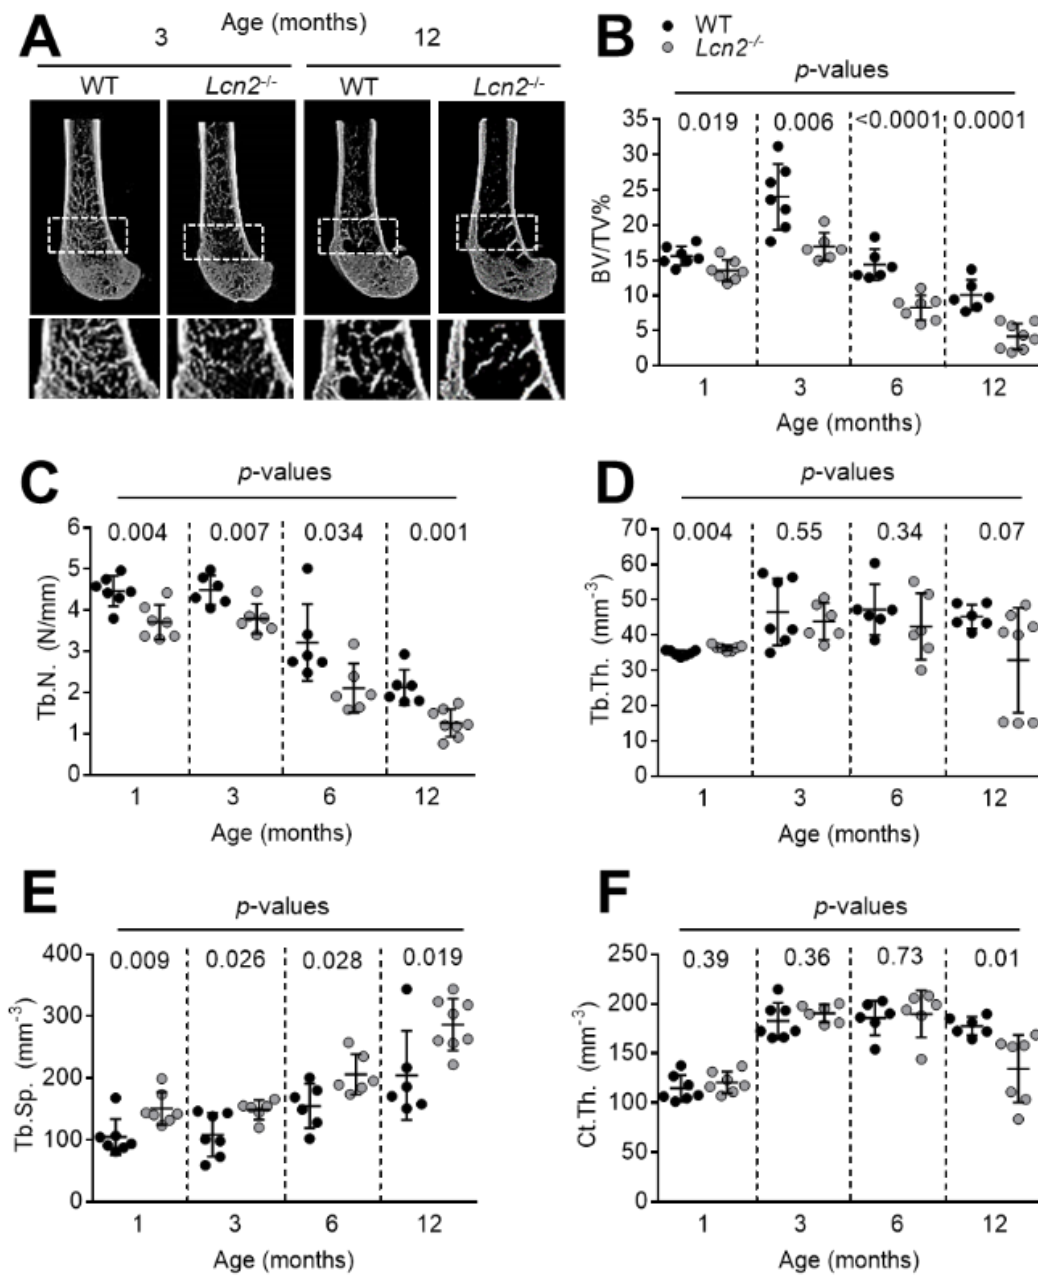 A
Age (months)
3 12
WT Lcn2-/- WT Lcn2-/-
B
WT
Lcn2-/-
p-values
0.019 0.006 <0.0001 0.0001
BV/TV%
35
30
25
20
15
10
5
0
1 3 6 12
Age (months)
C
p-values
0.004 0.007 0.034 0.001
Tb.N. (N/mm)
6
5
4
3
2
1
0
1 3 6 12
Age (months)
D
p-values
0.004 0.55 0.34 0.07
Tb.Th. (mm-3)
70
60
50
40
30
20
10
0
1 3 6 12
Age (months)
E
p-values
0.009 0.026 0.028 0.019
Tb.Sp. (mm-3)
400
300
200
100
0
1 3 6 12
Age (months)
F
p-values
0.39 0.36 0.73 0.01
Ct.Th. (mm-3)
250
200
150
100
50
0
1 3 6 12
Age (months)